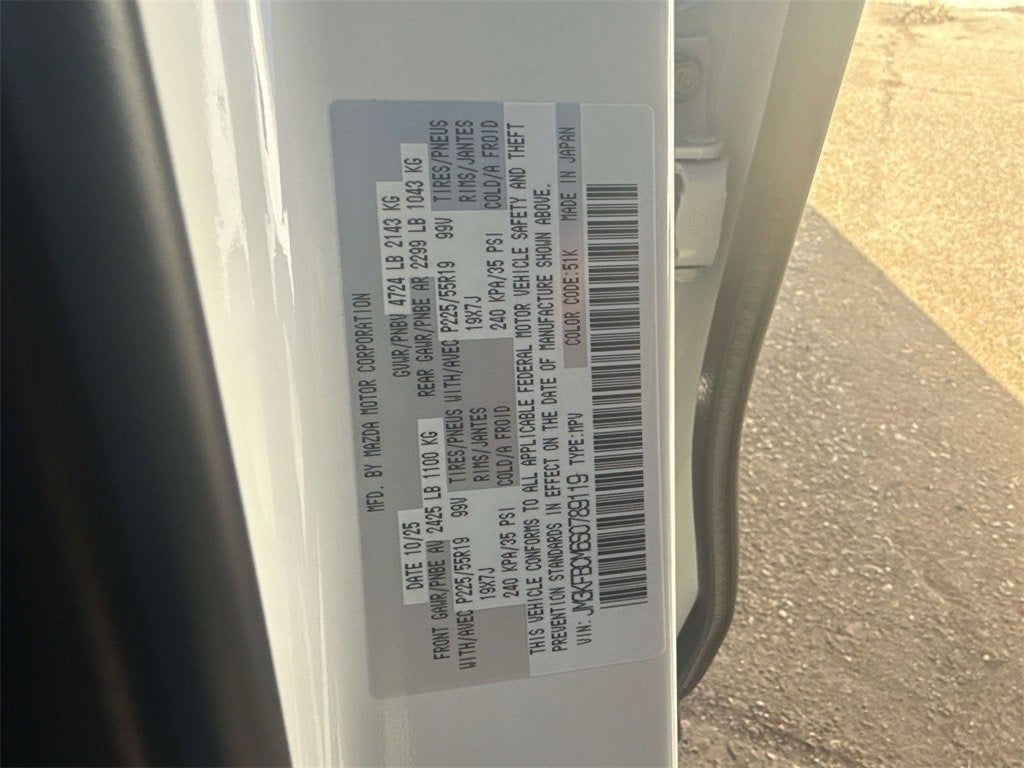 MFD. BY MAZDA MOTOR CORPORATION
DATE 10/25 GVWR/PNBV 4724 LB 2143 KG
FRONT GAWR/PNBE AV 2425 LB 1100 KG REAR GAWR/PNBE AR 2299 LB 1043 KG
WITH/AVEC P225/55R19 99V TIRES/PNEUS WITH/AVEC P225/55R19 99V TIRES/PNEUS
19X7J RIMS/JANTES 19X7J RIMS/JANTES
240 KPA/35 PSI COLD/A FROID 240 KPA/35 PSI COLD/A FROID
THIS VEHICLE CONFORMS TO ALL APPLICABLE FEDERAL MOTOR VEHICLE SAFETY AND THEFT
PREVENTION STANDARDS IN EFFECT ON THE DATE OF MANUFACTURE SHOWN ABOVE.
VIN: JM3KFBCM6S0789119 TYPE:MPV COLOR CODE:51K MADE IN JAPAN